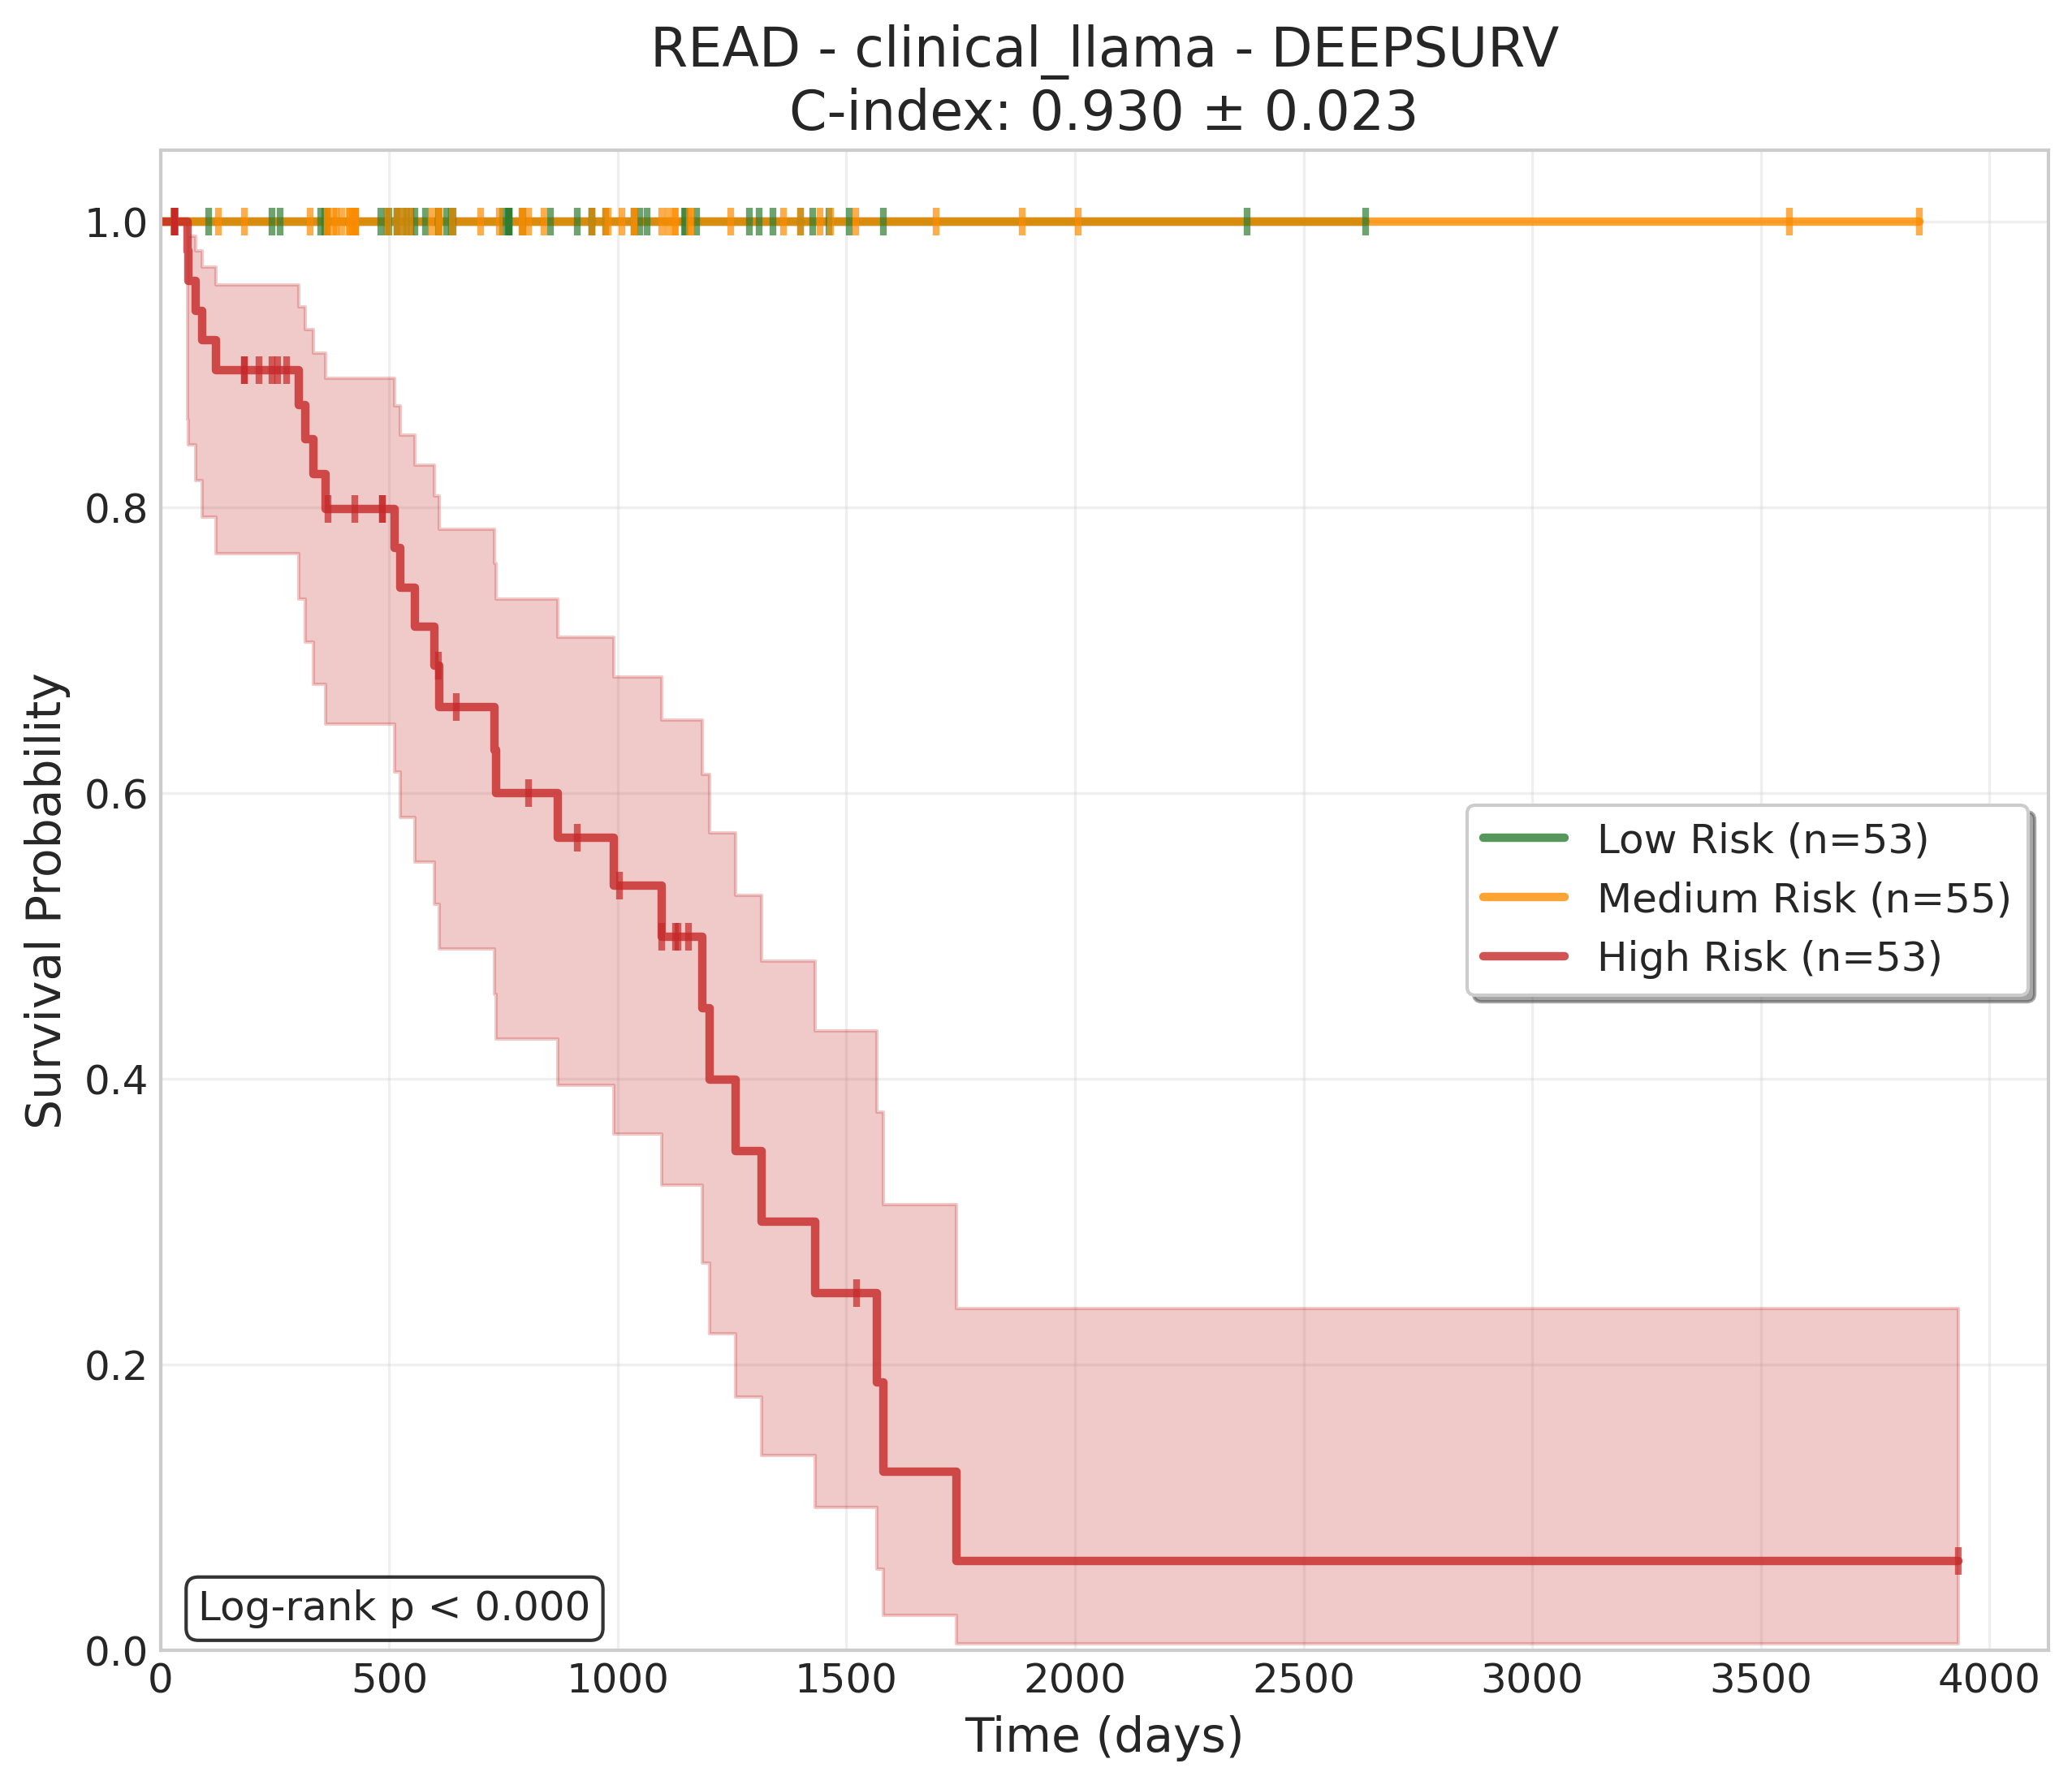 READ - clinical_llama - DEEPSURV
C-index: 0.930 ± 0.023
Survival Probability
1.0
0.8
0.6
0.4
0.2
0.0
Low Risk (n=53)
Medium Risk (n=55)
High Risk (n=53)
Log-rank p < 0.000
0 500 1000 1500 2000 2500 3000 3500 4000
Time (days)